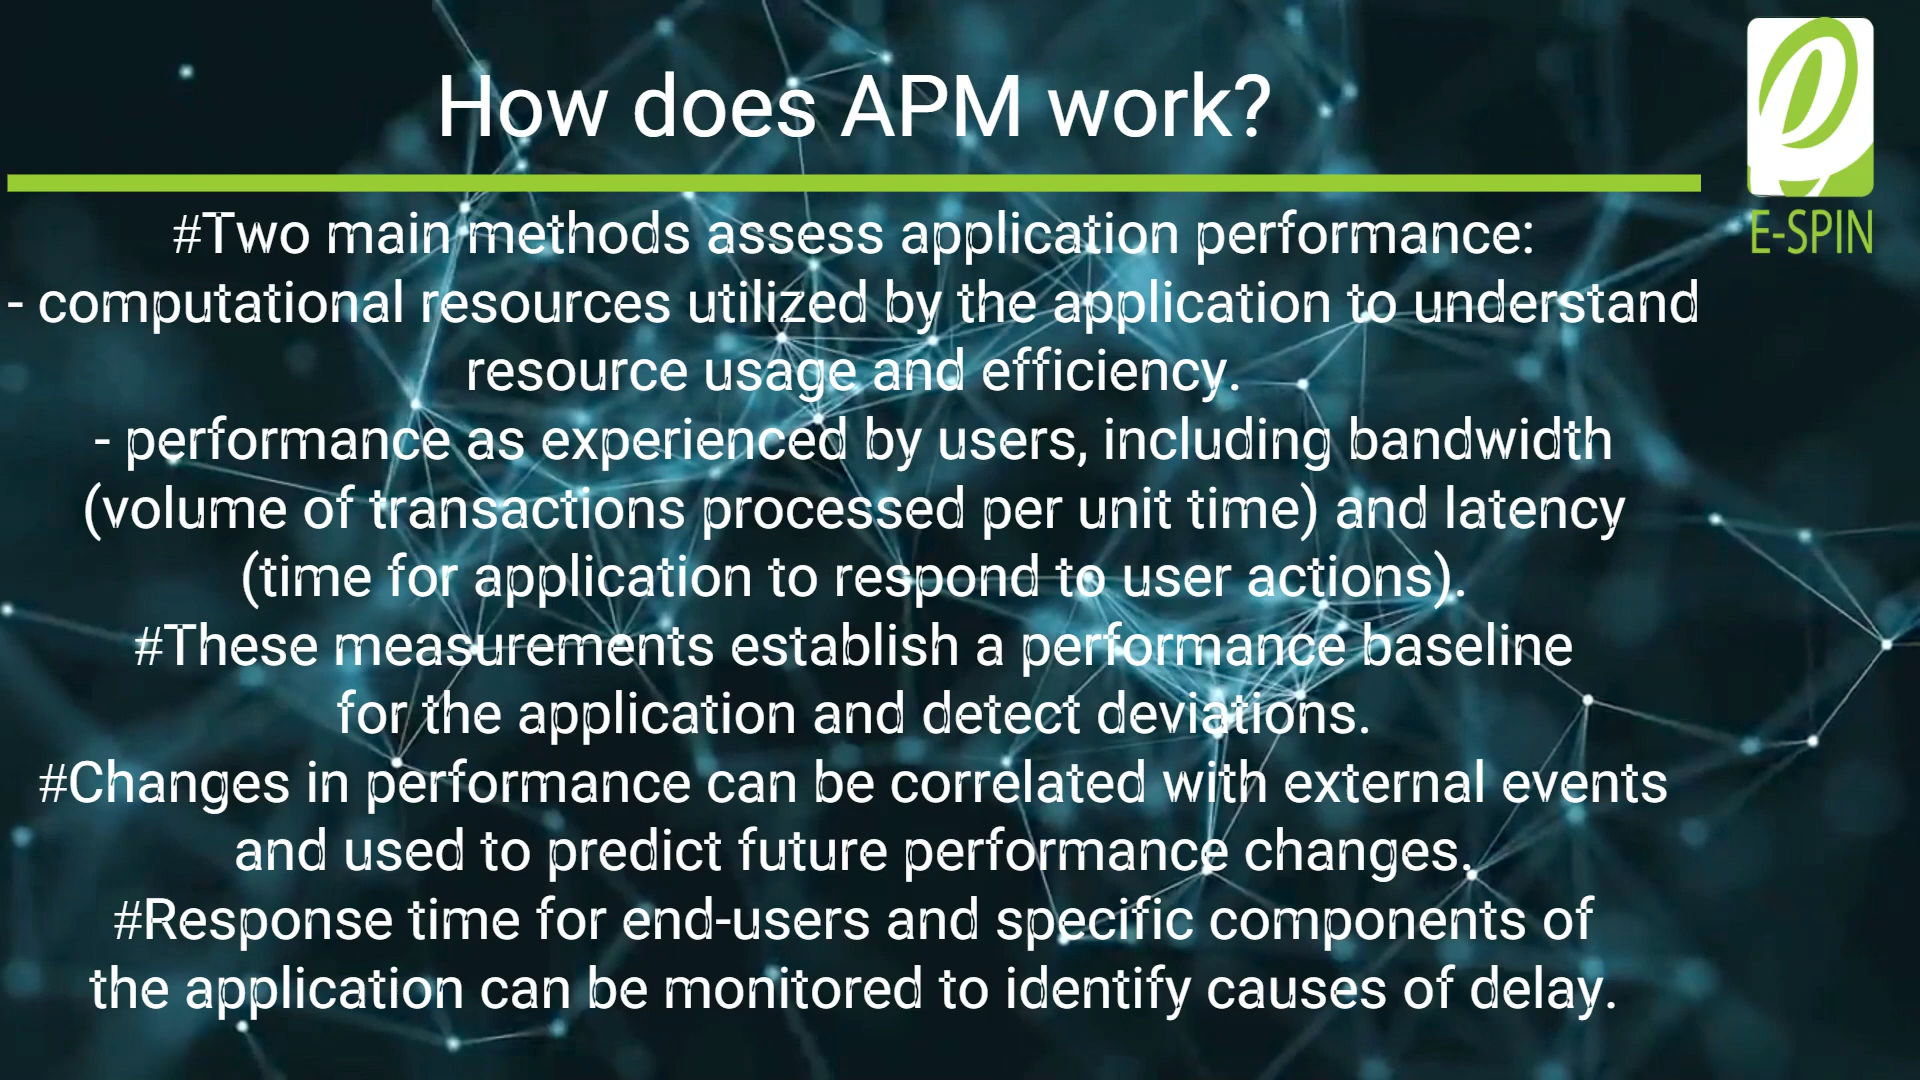 How does APM work?
E-SPIN
#Two main methods assess application performance:
- computational resources utilized by the application to understand
resource usage and efficiency.
- performance as experienced by users, including bandwidth
(volume of transactions processed per unit time) and latency
(time for application to respond to user actions).
#These measurements establish a performance baseline
for the application and detect deviations.
#Changes in performance can be correlated with external events
and used to predict future performance changes.
#Response time for end-users and specific components of
the application can be monitored to identify causes of delay.